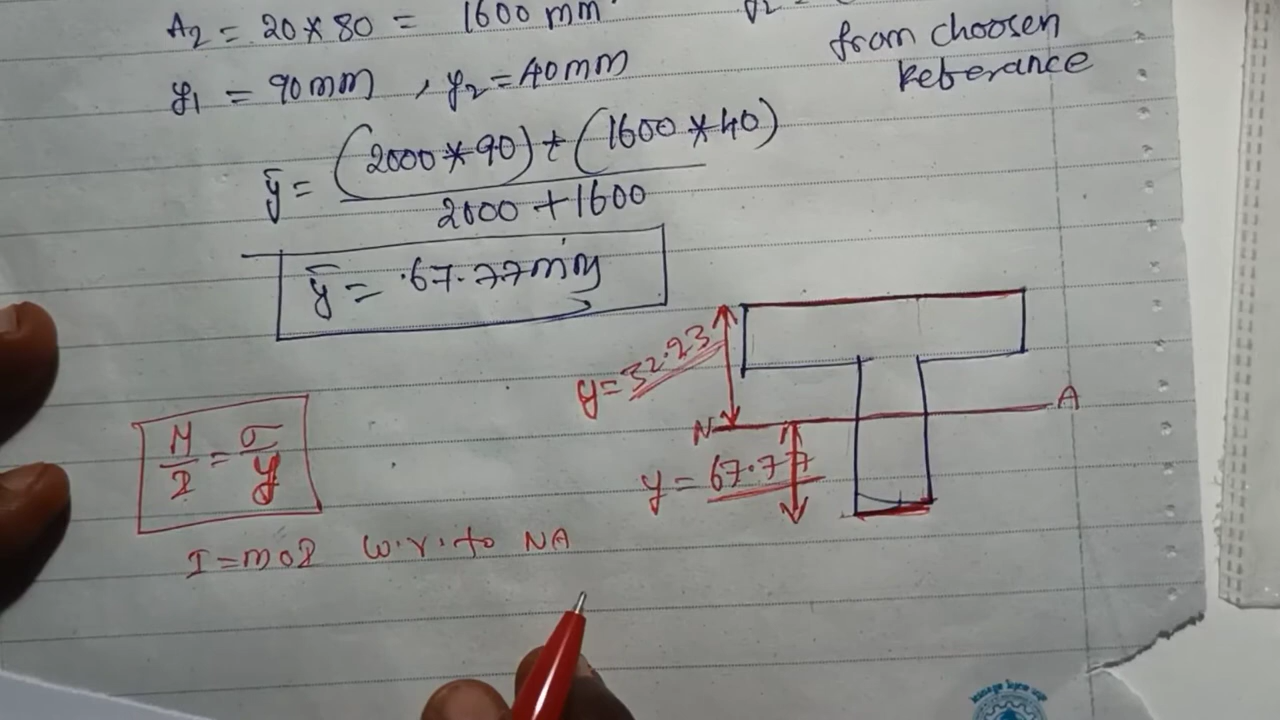 A₂ = 20*80 = 1600 mm
from choosen
keberance
y₁ = 90mm , y₂ = 40mm
ȳ = (2000*90) + (1600*40)
2000 + 1600
ȳ = 67.77mm
y = 32.23
N A
y = 67.77
M/I = σ/y
I = MOI w.r.to NA